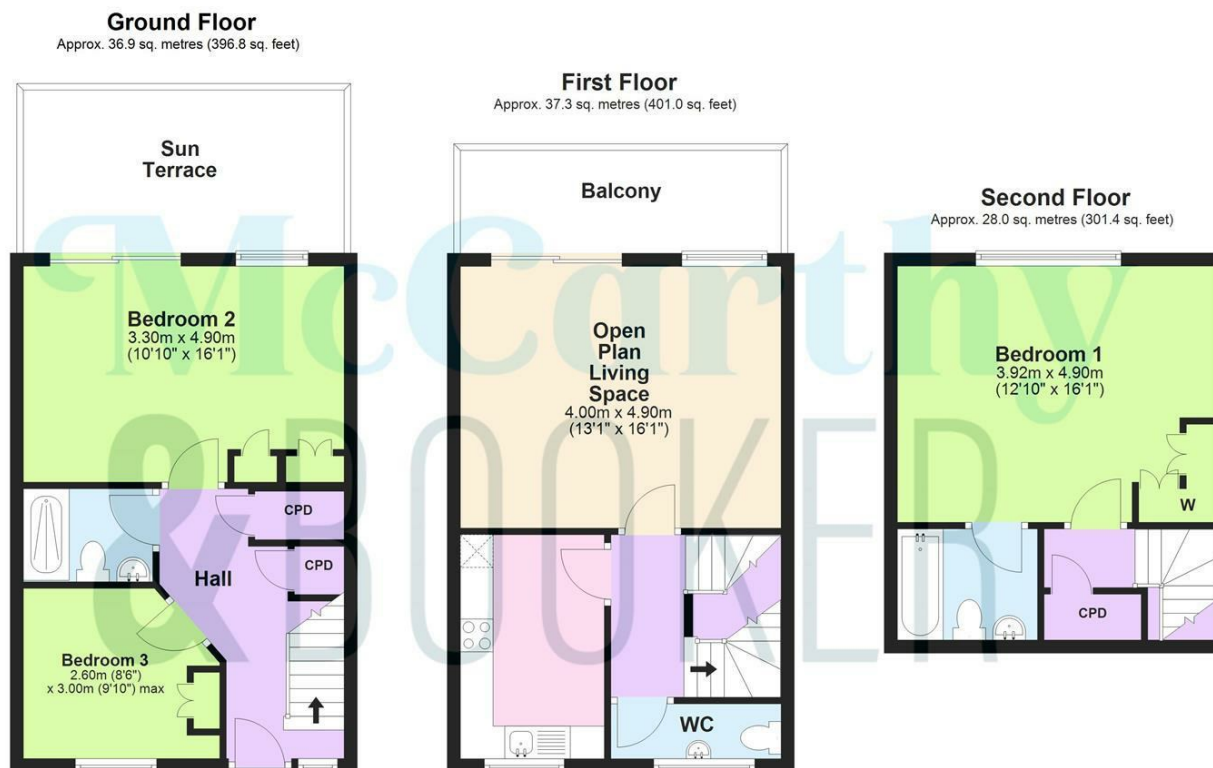 Ground Floor
Approx. 36.9 sq. metres (396.8 sq. feet)
Sun
Terrace
Bedroom 2
3.30m x 4.90m
(10'10" x 16'1")
CPD
CPD
Hall
Bedroom 3
2.60m (8'6")
x 3.00m (9'10") max
First Floor
Approx. 37.3 sq. metres (401.0 sq. feet)
Balcony
Open
Plan
Living
Space
4.00m x 4.90m
(13'1" x 16'1")
WC
Second Floor
Approx. 28.0 sq. metres (301.4 sq. feet)
Bedroom 1
3.92m x 4.90m
(12'10" x 16'1")
W
CPD
McCarthy
&BOOKER